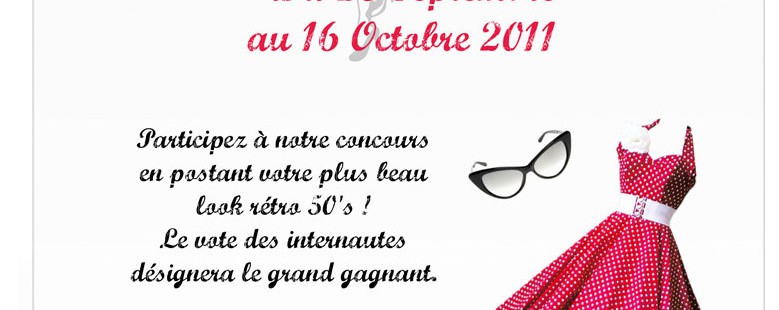 au 16 Octobre 2011
Participez à notre concours
en postant votre plus beau
look rétro 50's !
Le vote des internautes
désignera le grand gagnant.